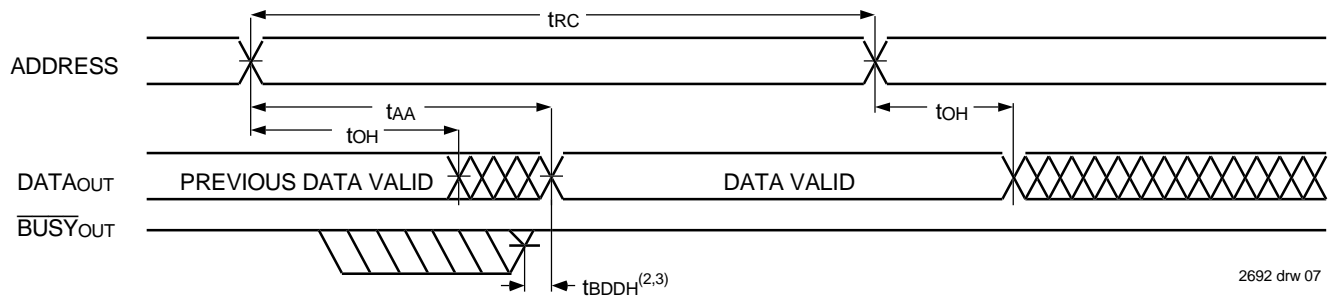 tRC
ADDRESS
tAA
tOH
tOH
DATAOUT
PREVIOUS DATA VALID
DATA VALID
BUSYOUT
tBDDH(2,3)
2692 drw 07